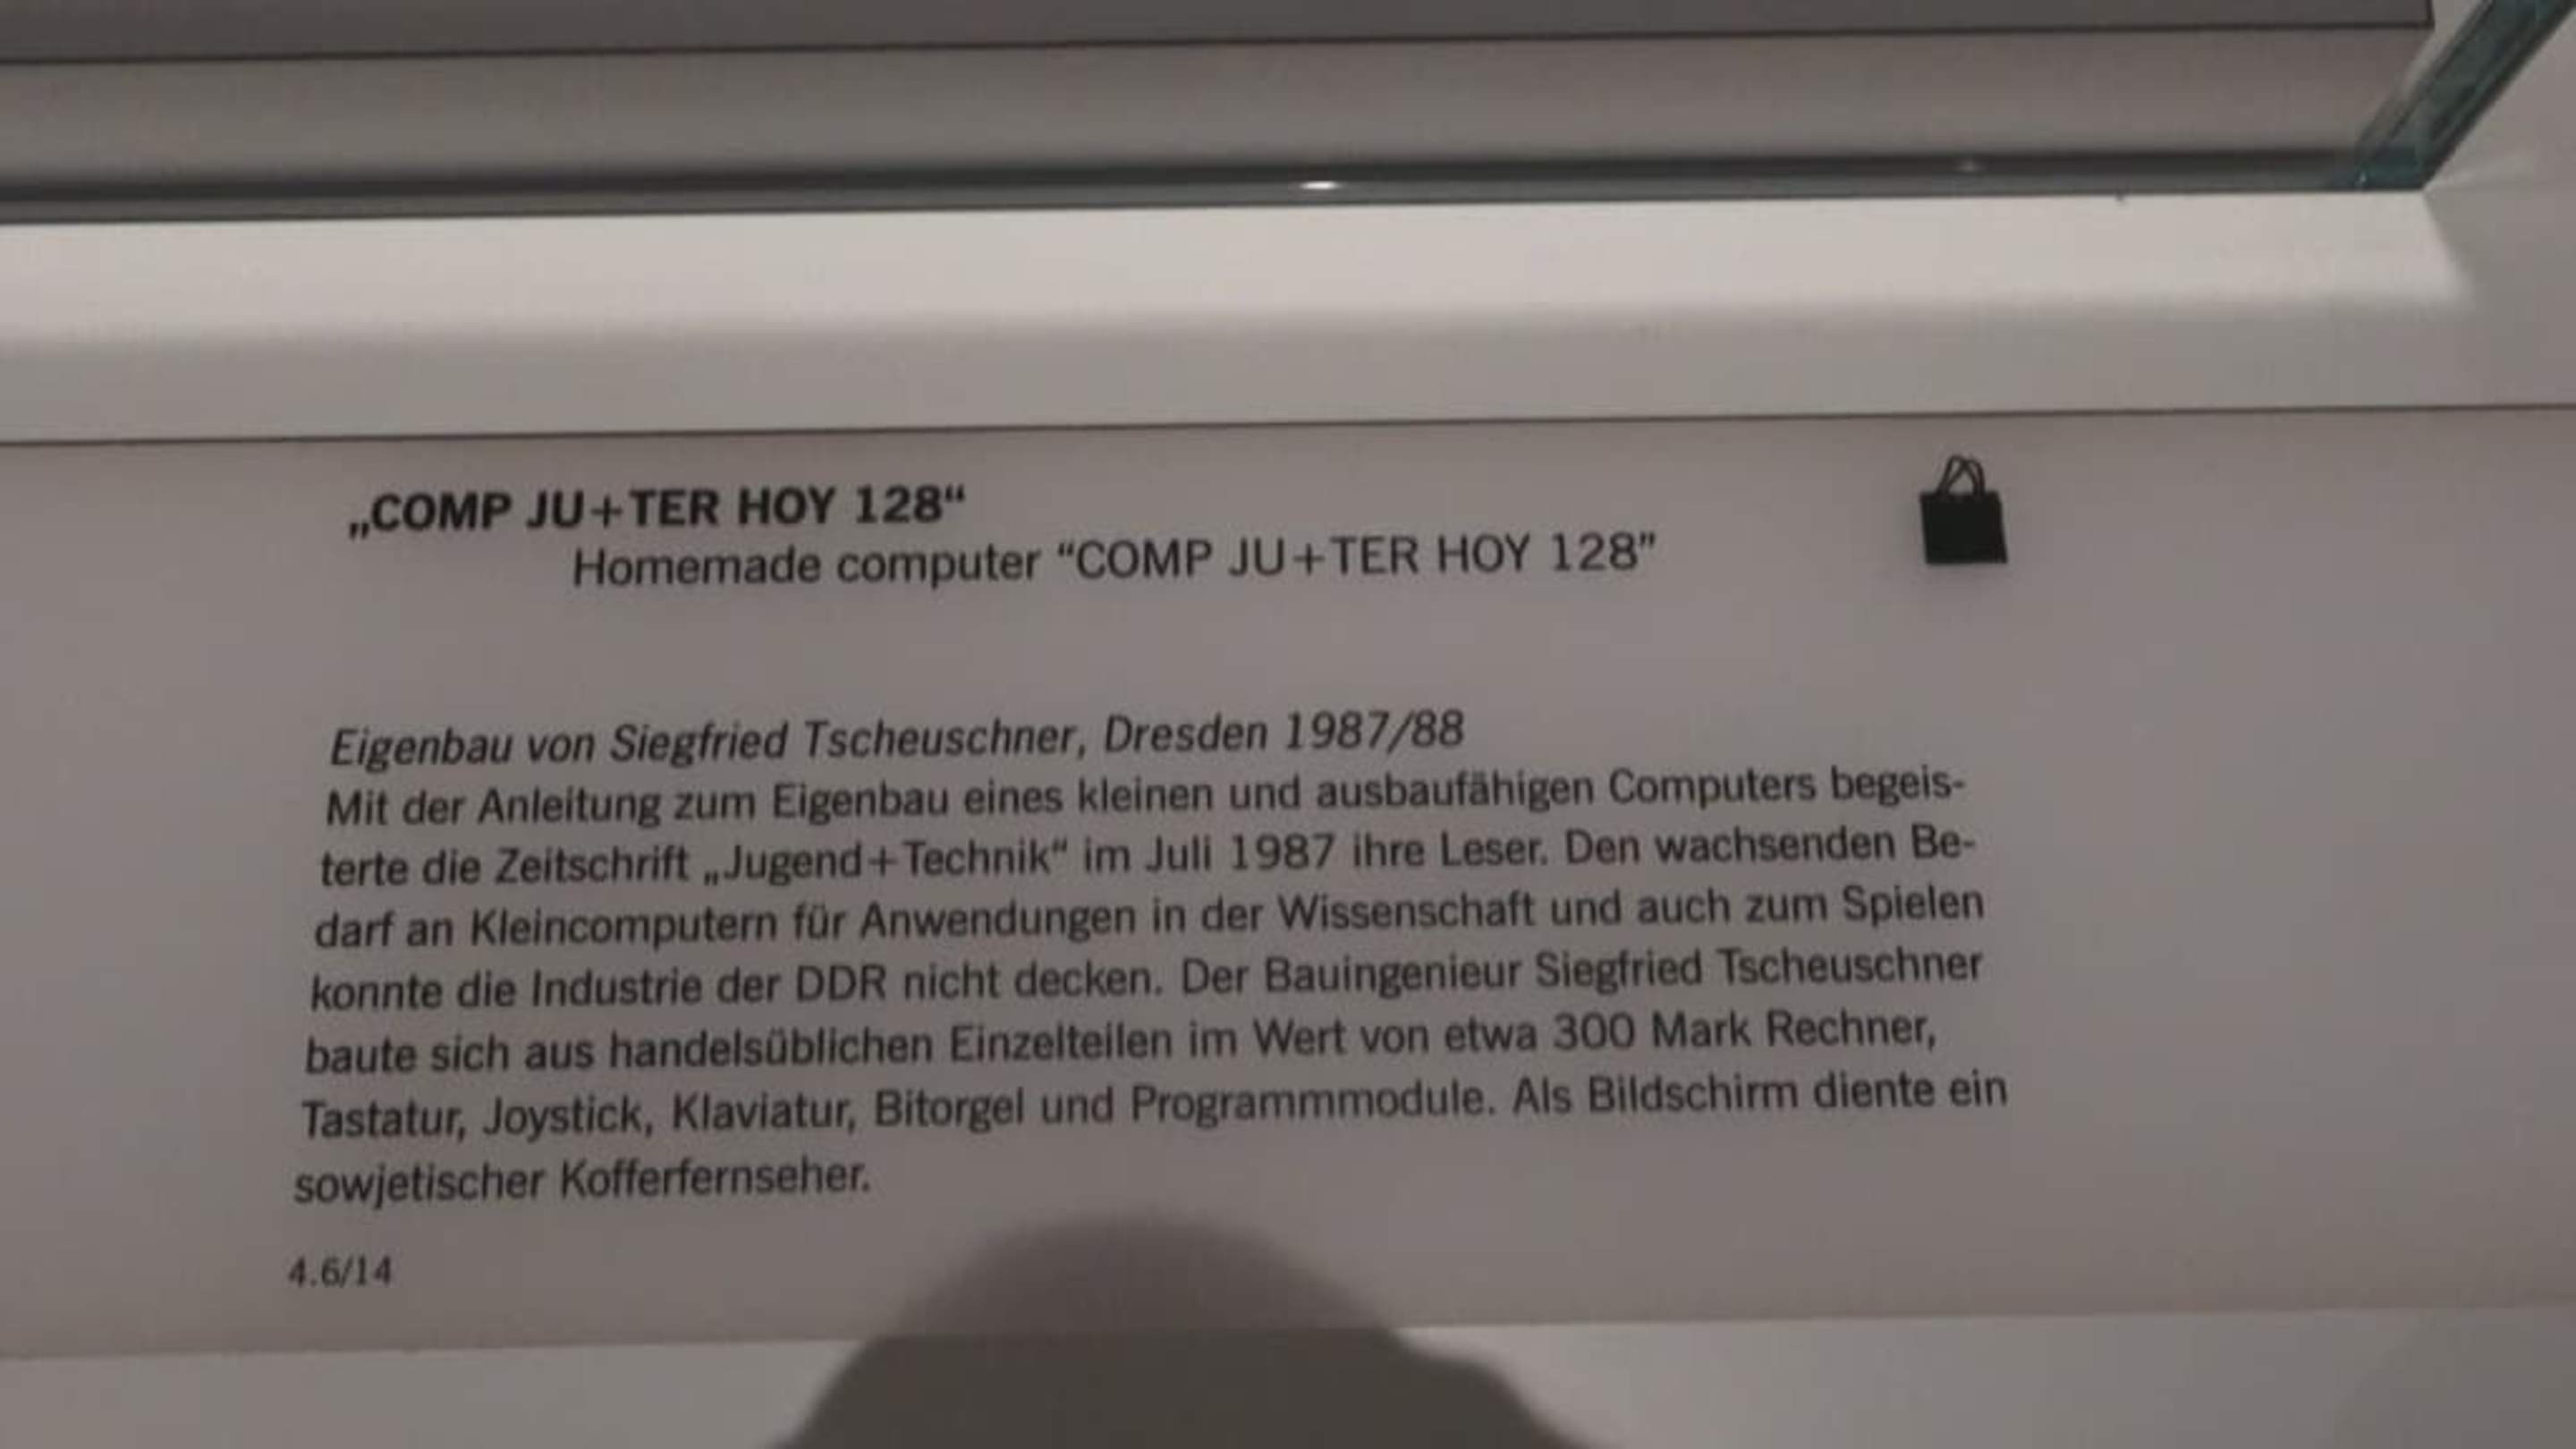 „COMP JU+TER HOY 128“
Homemade computer “COMP JU+TER HOY 128”
Eigenbau von Siegfried Tscheuschner, Dresden 1987/88
Mit der Anleitung zum Eigenbau eines kleinen und ausbaufähigen Computers begeis-
terte die Zeitschrift „Jugend+Technik“ im Juli 1987 ihre Leser. Den wachsenden Be-
darf an Kleincomputern für Anwendungen in der Wissenschaft und auch zum Spielen
konnte die Industrie der DDR nicht decken. Der Bauingenieur Siegfried Tscheuschner
baute sich aus handelsüblichen Einzelteilen im Wert von etwa 300 Mark Rechner,
Tastatur, Joystick, Klaviatur, Bitorgel und Programmmodule. Als Bildschirm diente ein
sowjetischer Kofferfernseher.
4.6/14